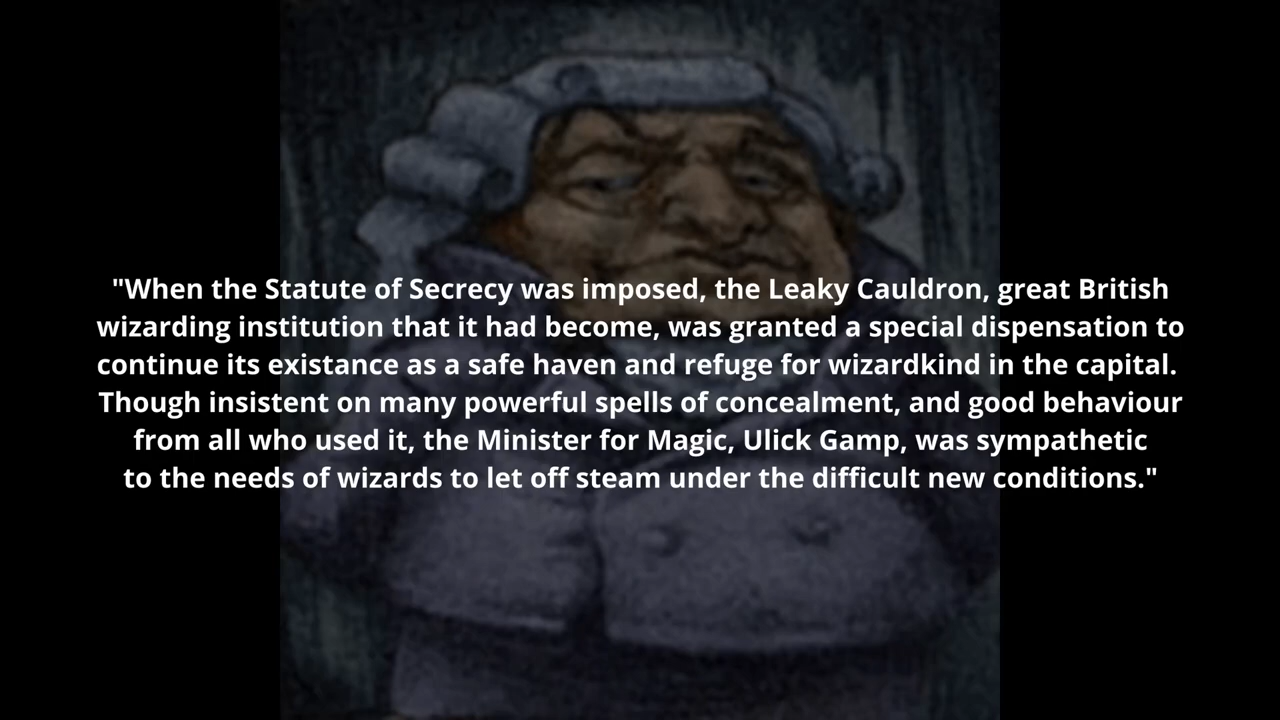 "When the Statute of Secrecy was imposed, the Leaky Cauldron, great British
wizarding institution that it had become, was granted a special dispensation to
continue its existance as a safe haven and refuge for wizardkind in the capital.
Though insistent on many powerful spells of concealment, and good behaviour
from all who used it, the Minister for Magic, Ulick Gamp, was sympathetic
to the needs of wizards to let off steam under the difficult new conditions."